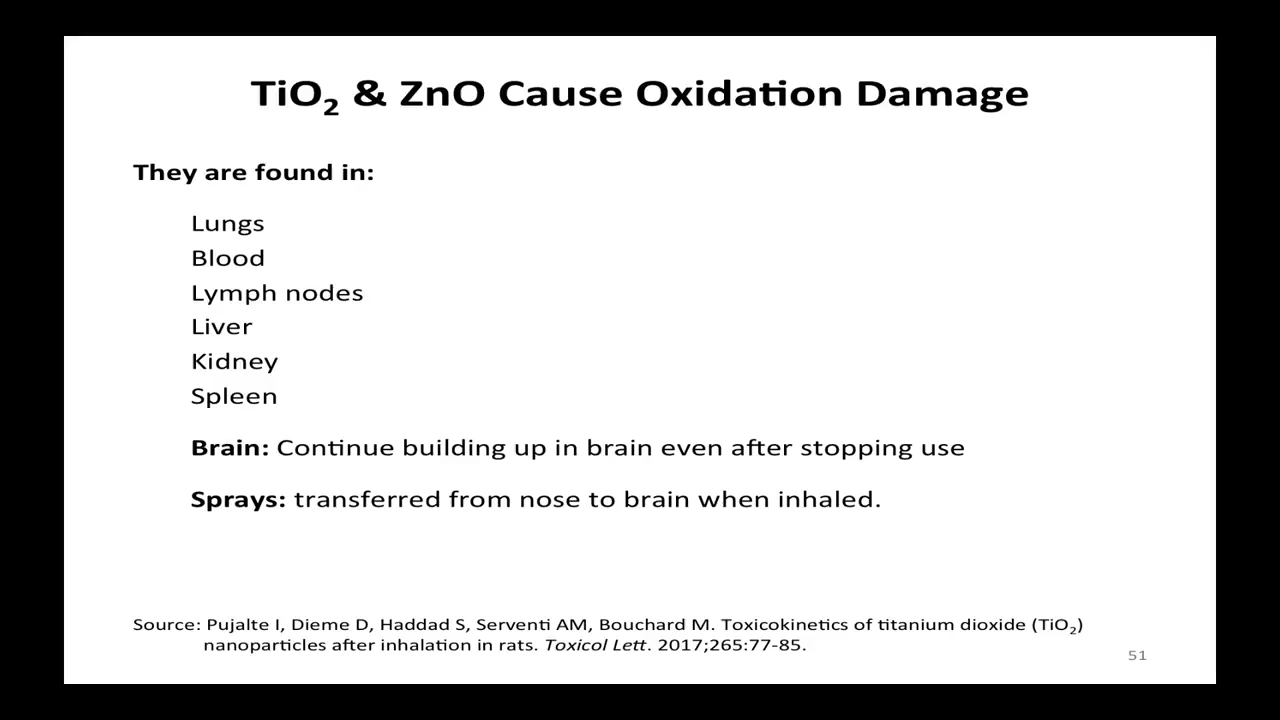 TiO₂ & ZnO Cause Oxidation Damage
They are found in:
Lungs
Blood
Lymph nodes
Liver
Kidney
Spleen
Brain: Continue building up in brain even after stopping use
Sprays: transferred from nose to brain when inhaled.
Source: Pujalte I, Dieme D, Haddad S, Serventi AM, Bouchard M. Toxicokinetics of titanium dioxide (TiO₂)
nanoparticles after inhalation in rats. Toxicol Lett. 2017;265:77-85.
51